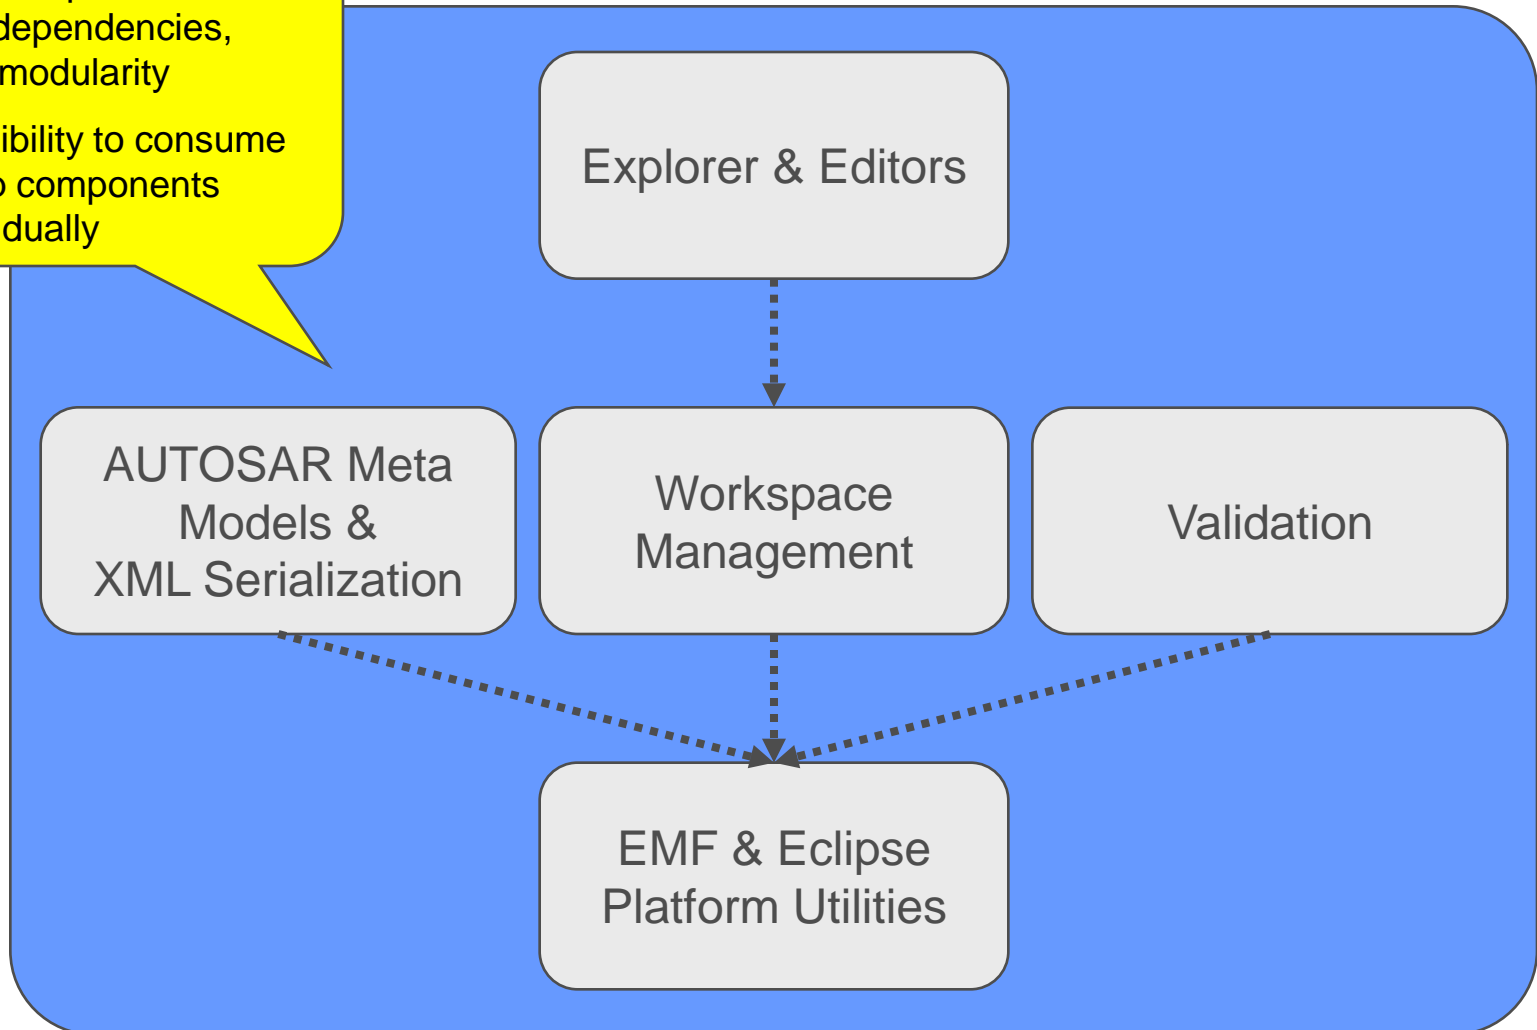 dependencies,
modularity
ibility to consume
components
dually
Explorer & Editors
AUTOSAR Meta
Models &
XML Serialization
Workspace
Management
Validation
EMF & Eclipse
Platform Utilities